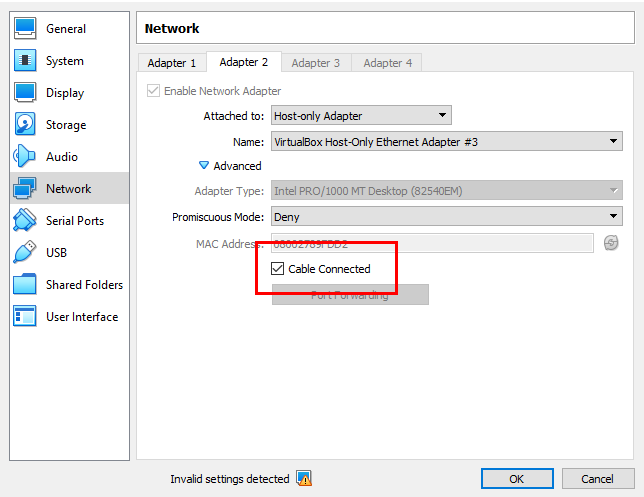 General
System
Display
Storage
Audio
Network
Serial Ports
USB
Shared Folders
User Interface
Network
Adapter 1 Adapter 2 Adapter 3 Adapter 4
Enable Network Adapter
Attached to: Host-only Adapter
Name: VirtualBox Host-Only Ethernet Adapter #3
Advanced
Adapter Type: Intel PRO/1000 MT Desktop (82540EM)
Promiscuous Mode: Deny
MAC Address:
Cable Connected
Port Forwarding
Invalid settings detected
OK Cancel